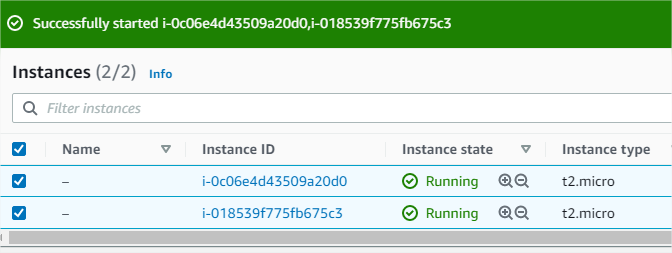 Successfully started i-0c06e4d43509a20d0,i-018539f775fb675c3
Instances (2/2) Info
Filter instances
Name Instance ID Instance state Instance type
– i-0c06e4d43509a20d0 Running t2.micro
– i-018539f775fb675c3 Running t2.micro